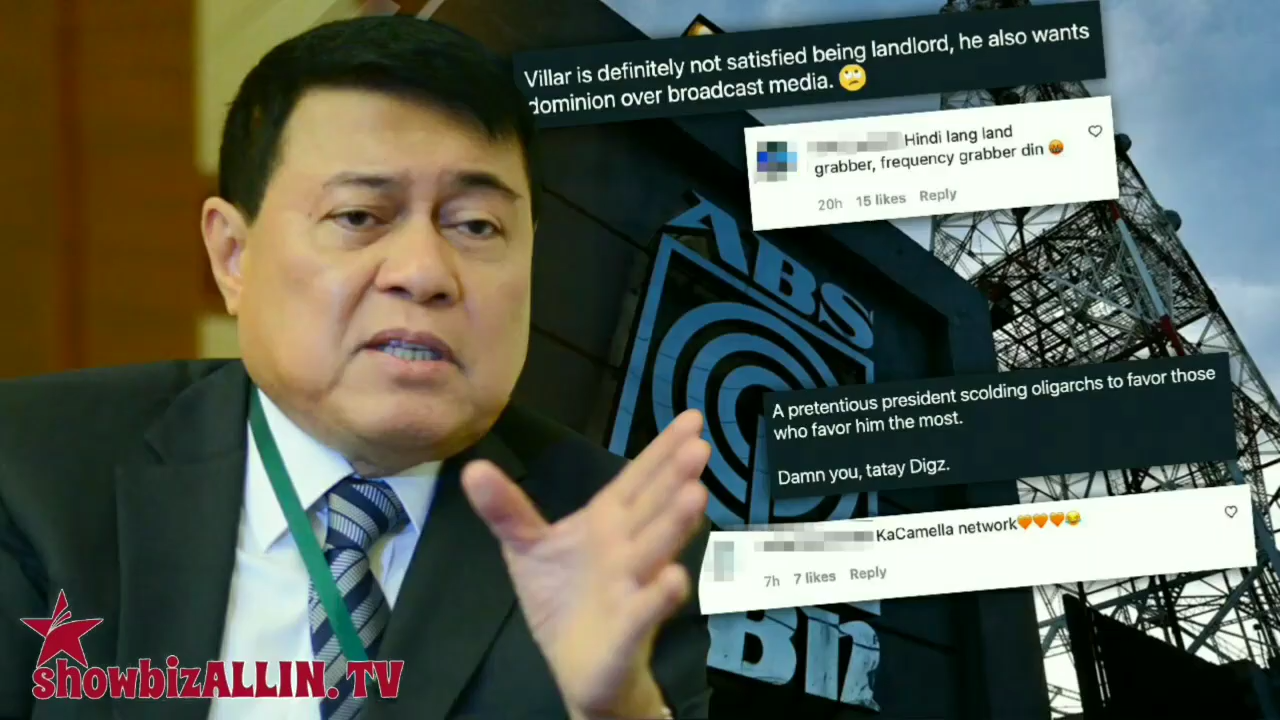 Villar is definitely not satisfied being landlord, he also wants
dominion over broadcast media. 🙄
Hindi lang land
grabber, frequency grabber din 😡
20h 15 likes Reply
ABS
A pretentious president scolding oligarchs to favor those
who favor him the most.
Damn you, tatay Digz.
KaCamella network🧡🧡🧡😂
7h 7 likes Reply
Bn
showbizALLIN.TV